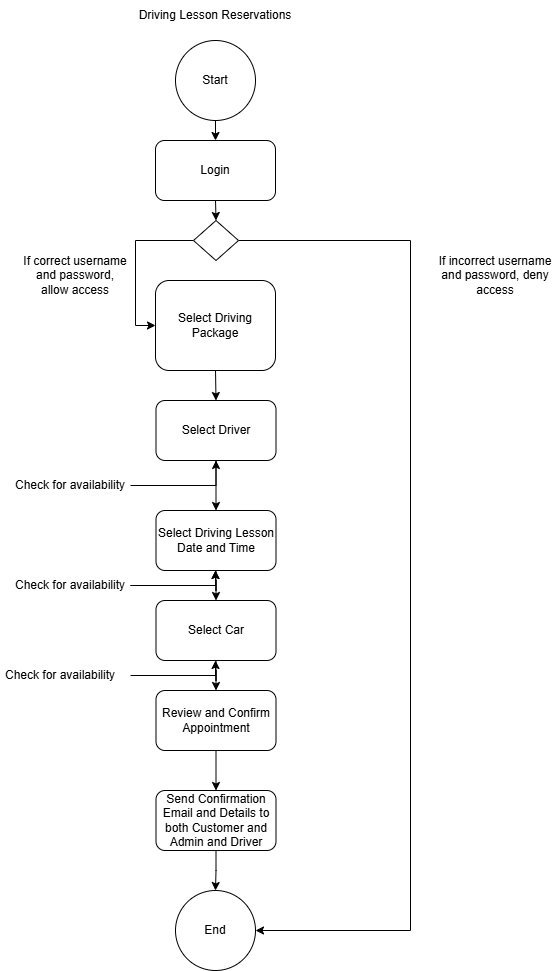 Driving Lesson Reservations
Start
Login
If correct username
and password,
allow access
If incorrect username
and password, deny
access
Select Driving
Package
Select Driver
Check for availability
Select Driving Lesson
Date and Time
Check for availability
Select Car
Check for availability
Review and Confirm
Appointment
Send Confirmation
Email and Details to
both Customer and
Admin and Driver
End